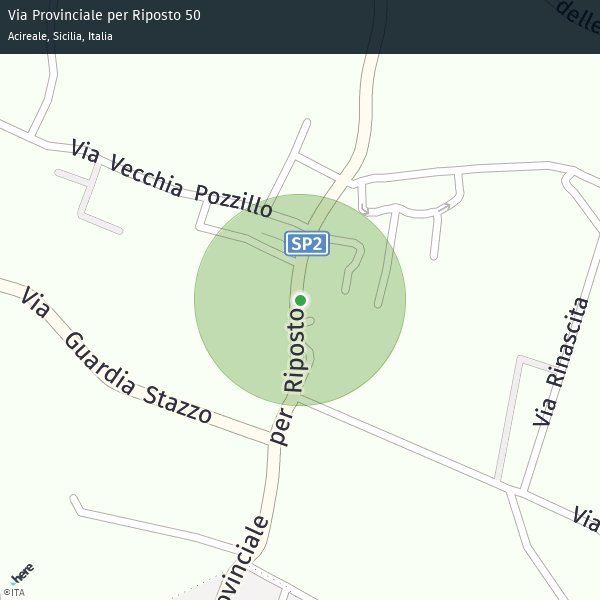 Via Provinciale per Riposto 50
Acireale, Sicilia, Italia
delle
Via Vecchia Pozzillo
SP2
Via Guardia Stazzo
per Riposto
Via Rinascita
Via
ovinciale
here
©ITA